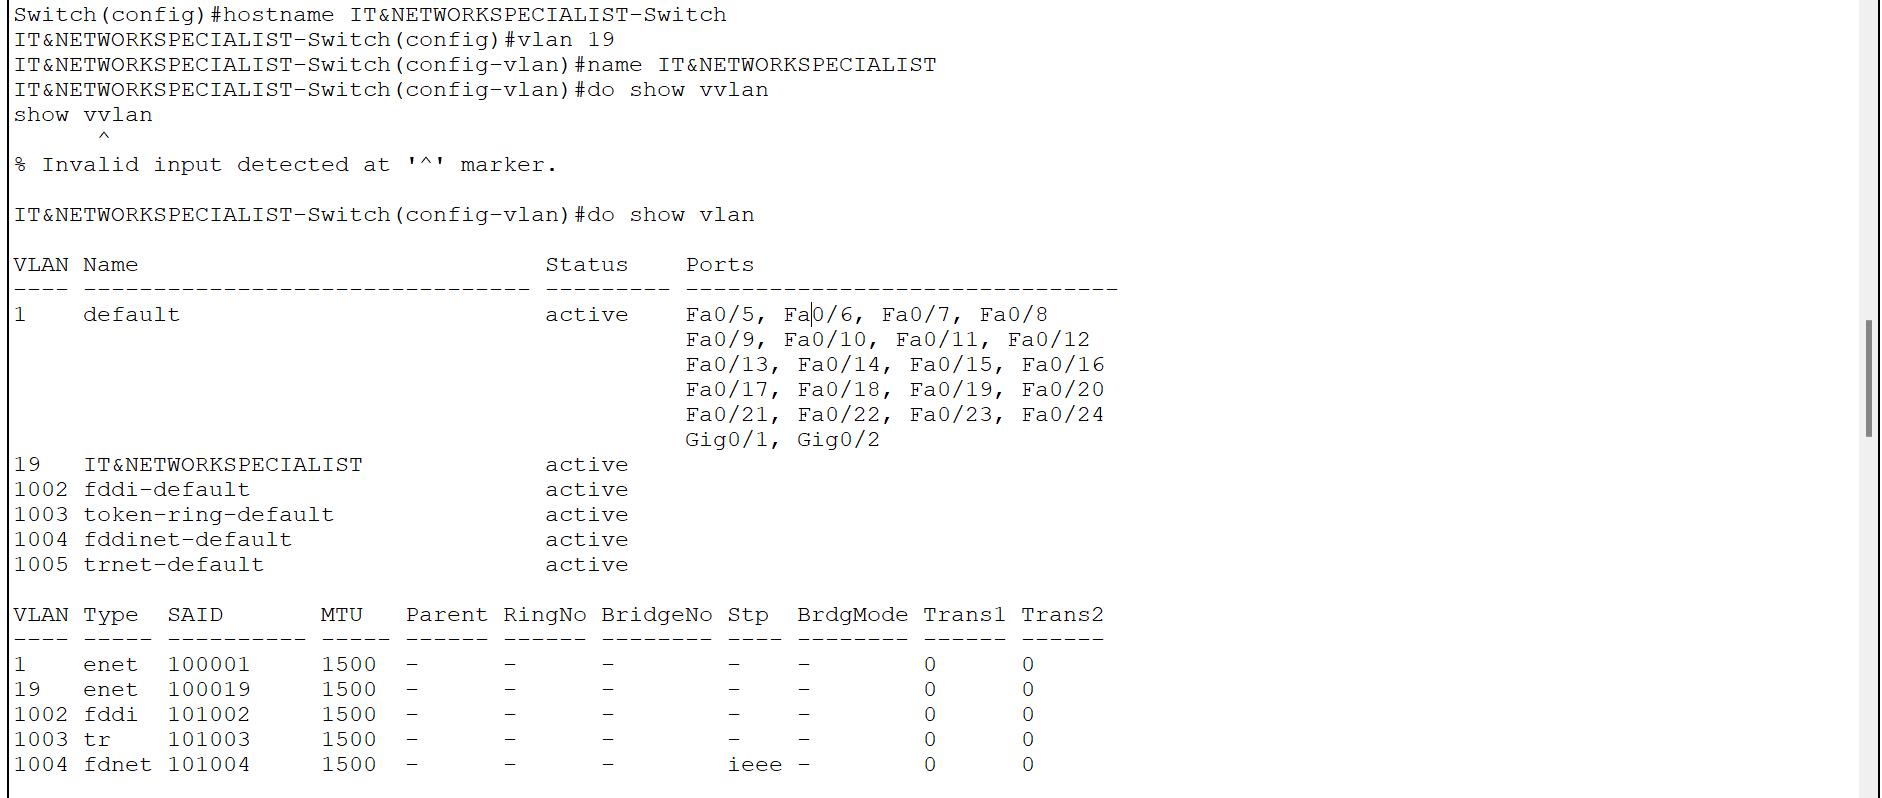 Switch(config)#hostname IT&NETWORKSPECIALIST-Switch
IT&NETWORKSPECIALIST-Switch(config)#vlan 19
IT&NETWORKSPECIALIST-Switch(config-vlan)#name IT&NETWORKSPECIALIST
IT&NETWORKSPECIALIST-Switch(config-vlan)#do show vvlan
show vvlan
      ^
% Invalid input detected at '^' marker.

IT&NETWORKSPECIALIST-Switch(config-vlan)#do show vlan

VLAN Name                             Status    Ports
---- -------------------------------- --------- -------------------------------
1    default                          active    Fa0/5, Fa0/6, Fa0/7, Fa0/8
                                                Fa0/9, Fa0/10, Fa0/11, Fa0/12
                                                Fa0/13, Fa0/14, Fa0/15, Fa0/16
                                                Fa0/17, Fa0/18, Fa0/19, Fa0/20
                                                Fa0/21, Fa0/22, Fa0/23, Fa0/24
                                                Gig0/1, Gig0/2
19   IT&NETWORKSPECIALIST             active
1002 fddi-default                     active
1003 token-ring-default               active
1004 fddinet-default                  active
1005 trnet-default                    active

VLAN Type  SAID       MTU   Parent RingNo BridgeNo Stp  BrdgMode Trans1 Trans2
---- ----- ---------- ----- ------ ------ -------- ---- -------- ------ ------
1    enet  100001     1500  -      -      -        -    -        0      0
19   enet  100019     1500  -      -      -        -    -        0      0
1002 fddi  101002     1500  -      -      -        -    -        0      0
1003 tr    101003     1500  -      -      -        -    -        0      0
1004 fdnet 101004     1500  -      -      -        ieee -        0      0